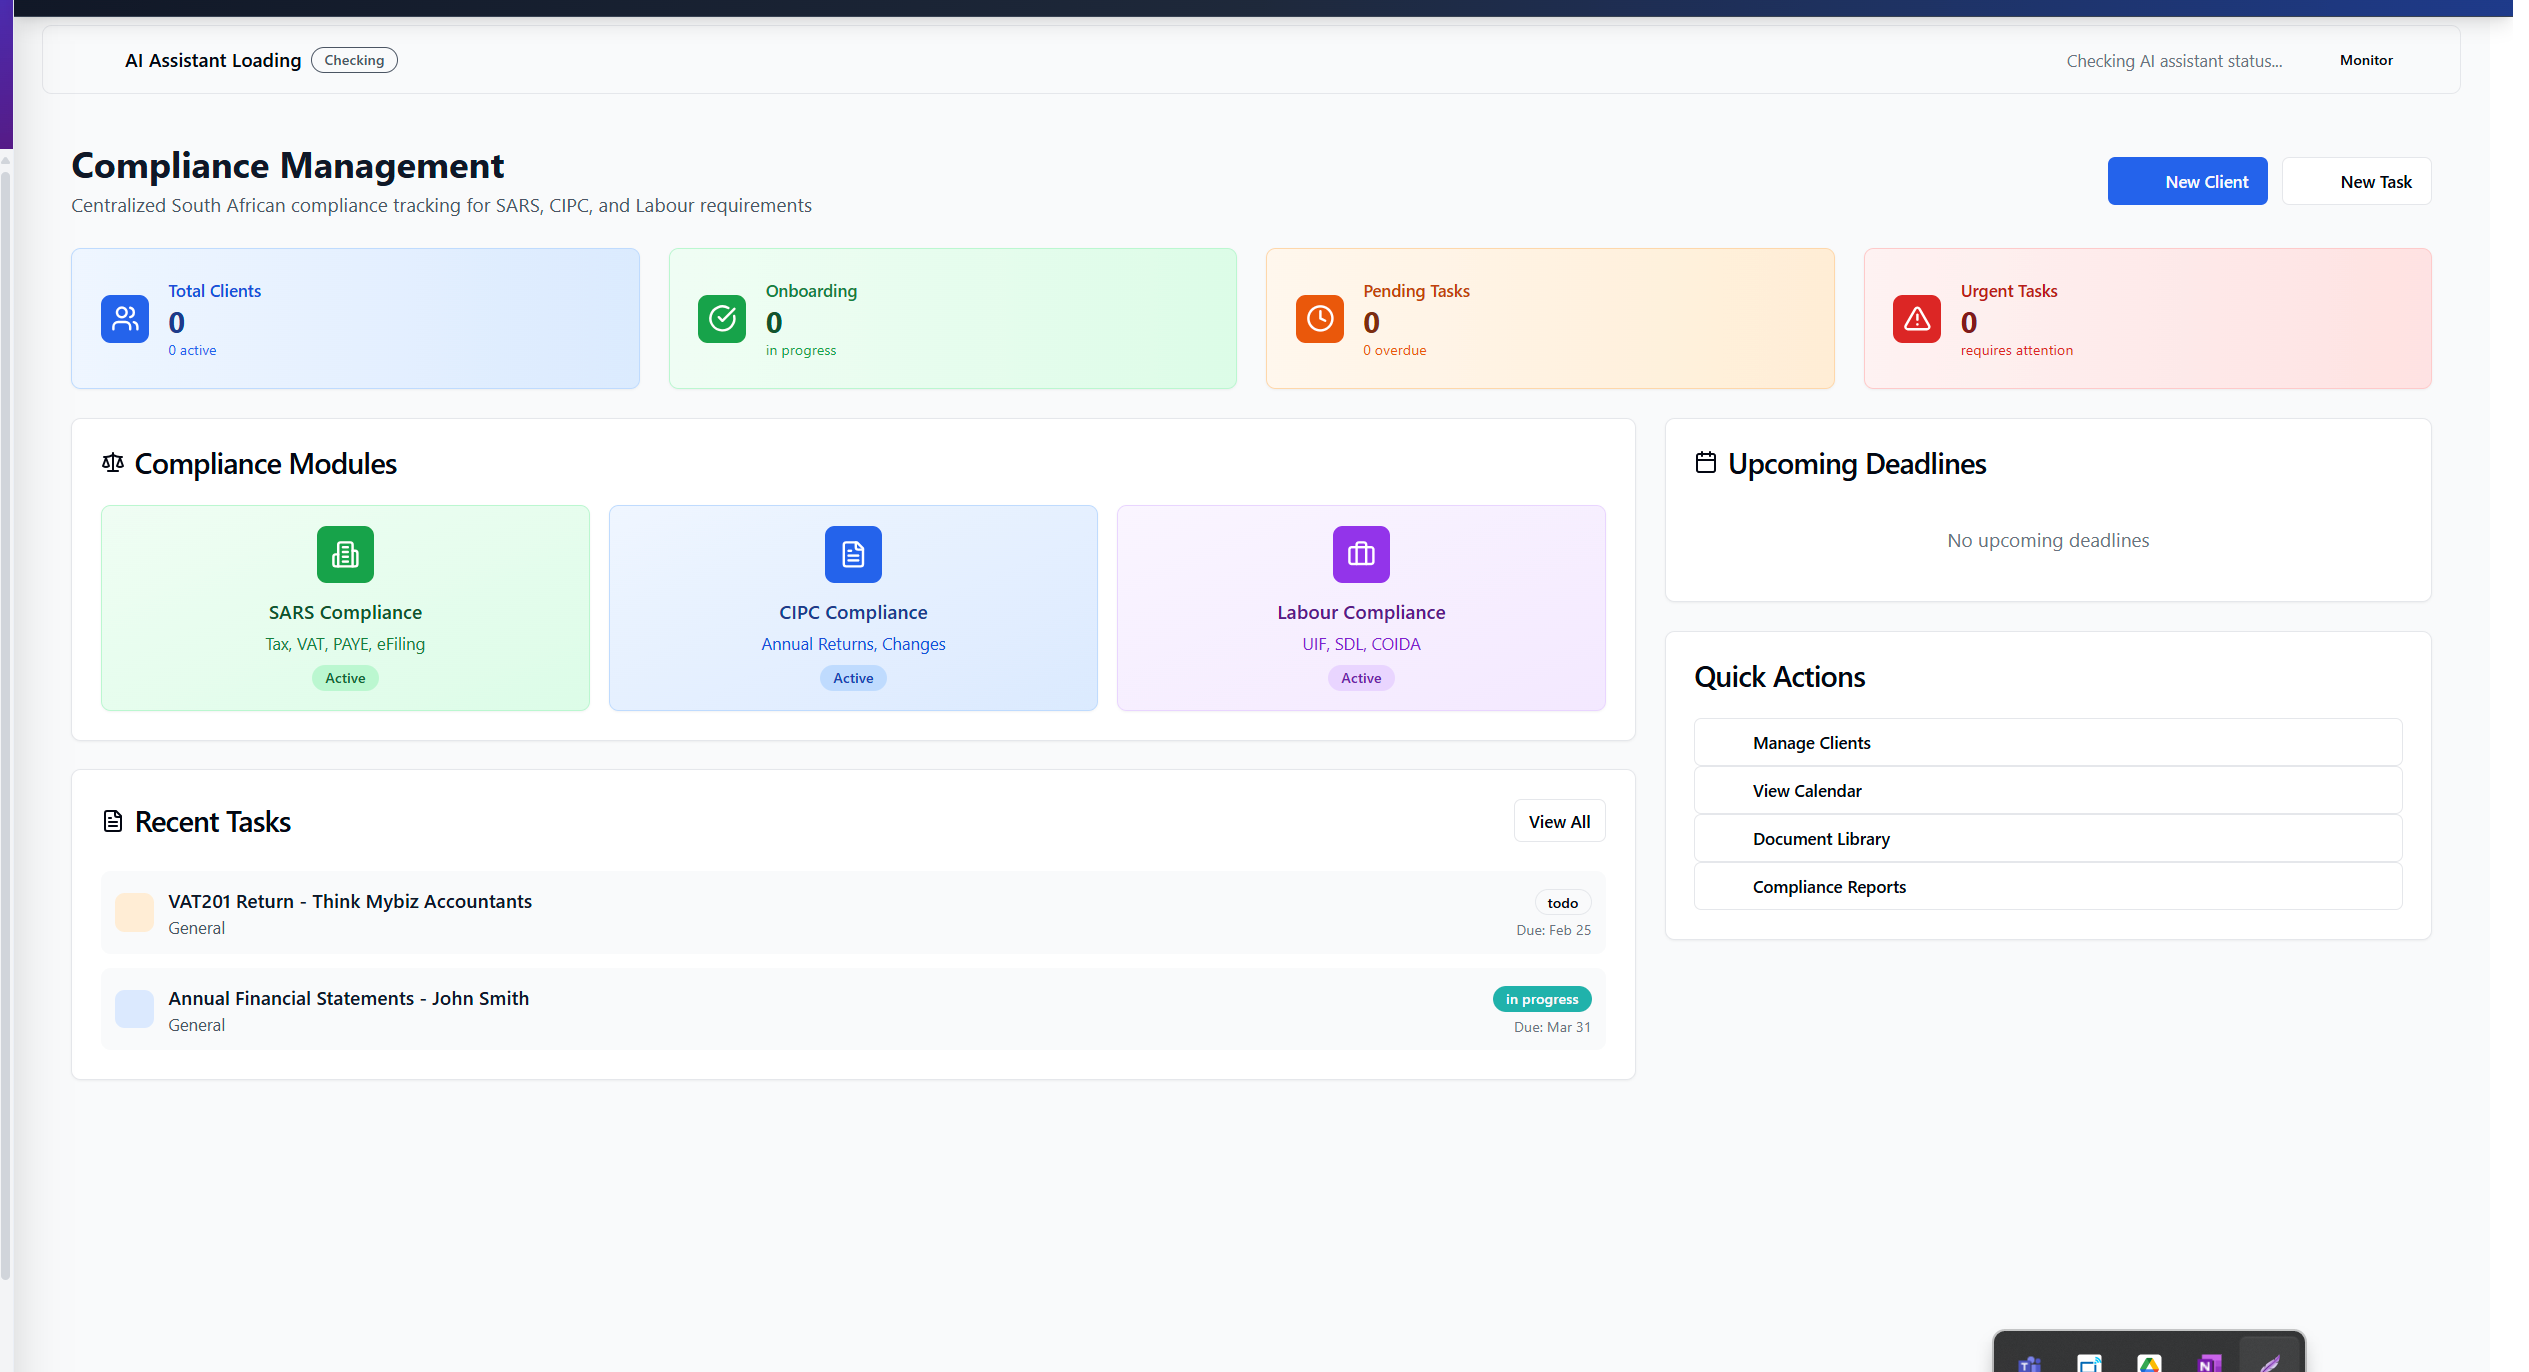 AI Assistant Loading Checking
Checking AI assistant status... Monitor
Compliance Management
Centralized South African compliance tracking for SARS, CIPC, and Labour requirements
New Client New Task
Total Clients
0
0 active
Onboarding
0
in progress
Pending Tasks
0
0 overdue
Urgent Tasks
0
requires attention
Compliance Modules
SARS Compliance
Tax, VAT, PAYE, eFiling
Active
CIPC Compliance
Annual Returns, Changes
Active
Labour Compliance
UIF, SDL, COIDA
Active
Upcoming Deadlines
No upcoming deadlines
Quick Actions
Manage Clients
View Calendar
Document Library
Compliance Reports
Recent Tasks
View All
VAT201 Return - Think Mybiz Accountants
General
todo
Due: Feb 25
Annual Financial Statements - John Smith
General
in progress
Due: Mar 31